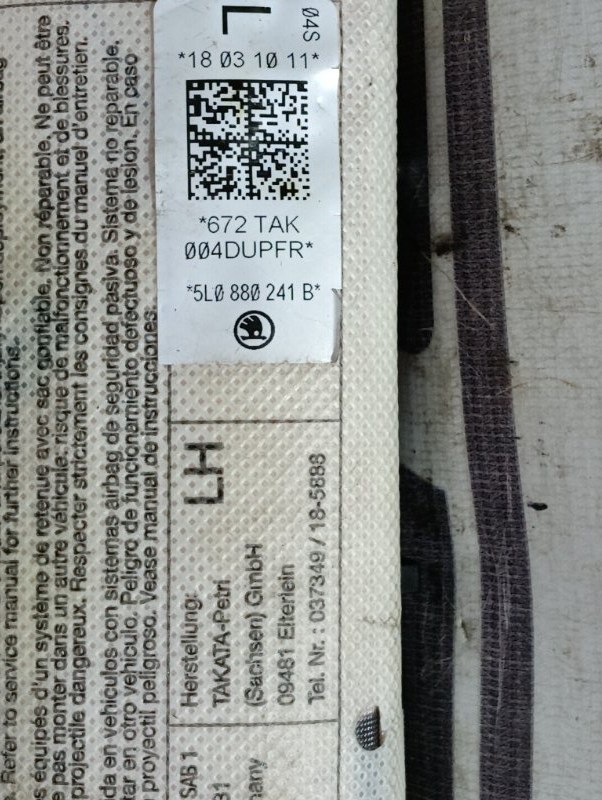 04S
L
*18 03 10 11*
*672 TAK
004DUPFR*
*5L0 880 241 B*
LH
Herstellung:
TAKATA-Petri
(Sachsen) GmbH
09481 Elterlein
Tel. Nr.: 037349 / 18-5888
SAB 1
Refer to service manual for further instructions.
s équipés d'un système de retenue avec sac gonflable. Non réparable. Ne peut être
pas monter dans un autre véhicule: risque de malfonctionnement et de blessures.
projectile dangereux. Respecter strictement les consignes du manuel d'entretien.
da en vehículos con sistemas airbag de seguridad pasiva. Sistema no reparable,
tar en otro vehículo. Peligro de funcionamiento defectuoso y de lesión. En caso
proyectil peligroso. Vease manual de instrucciones.